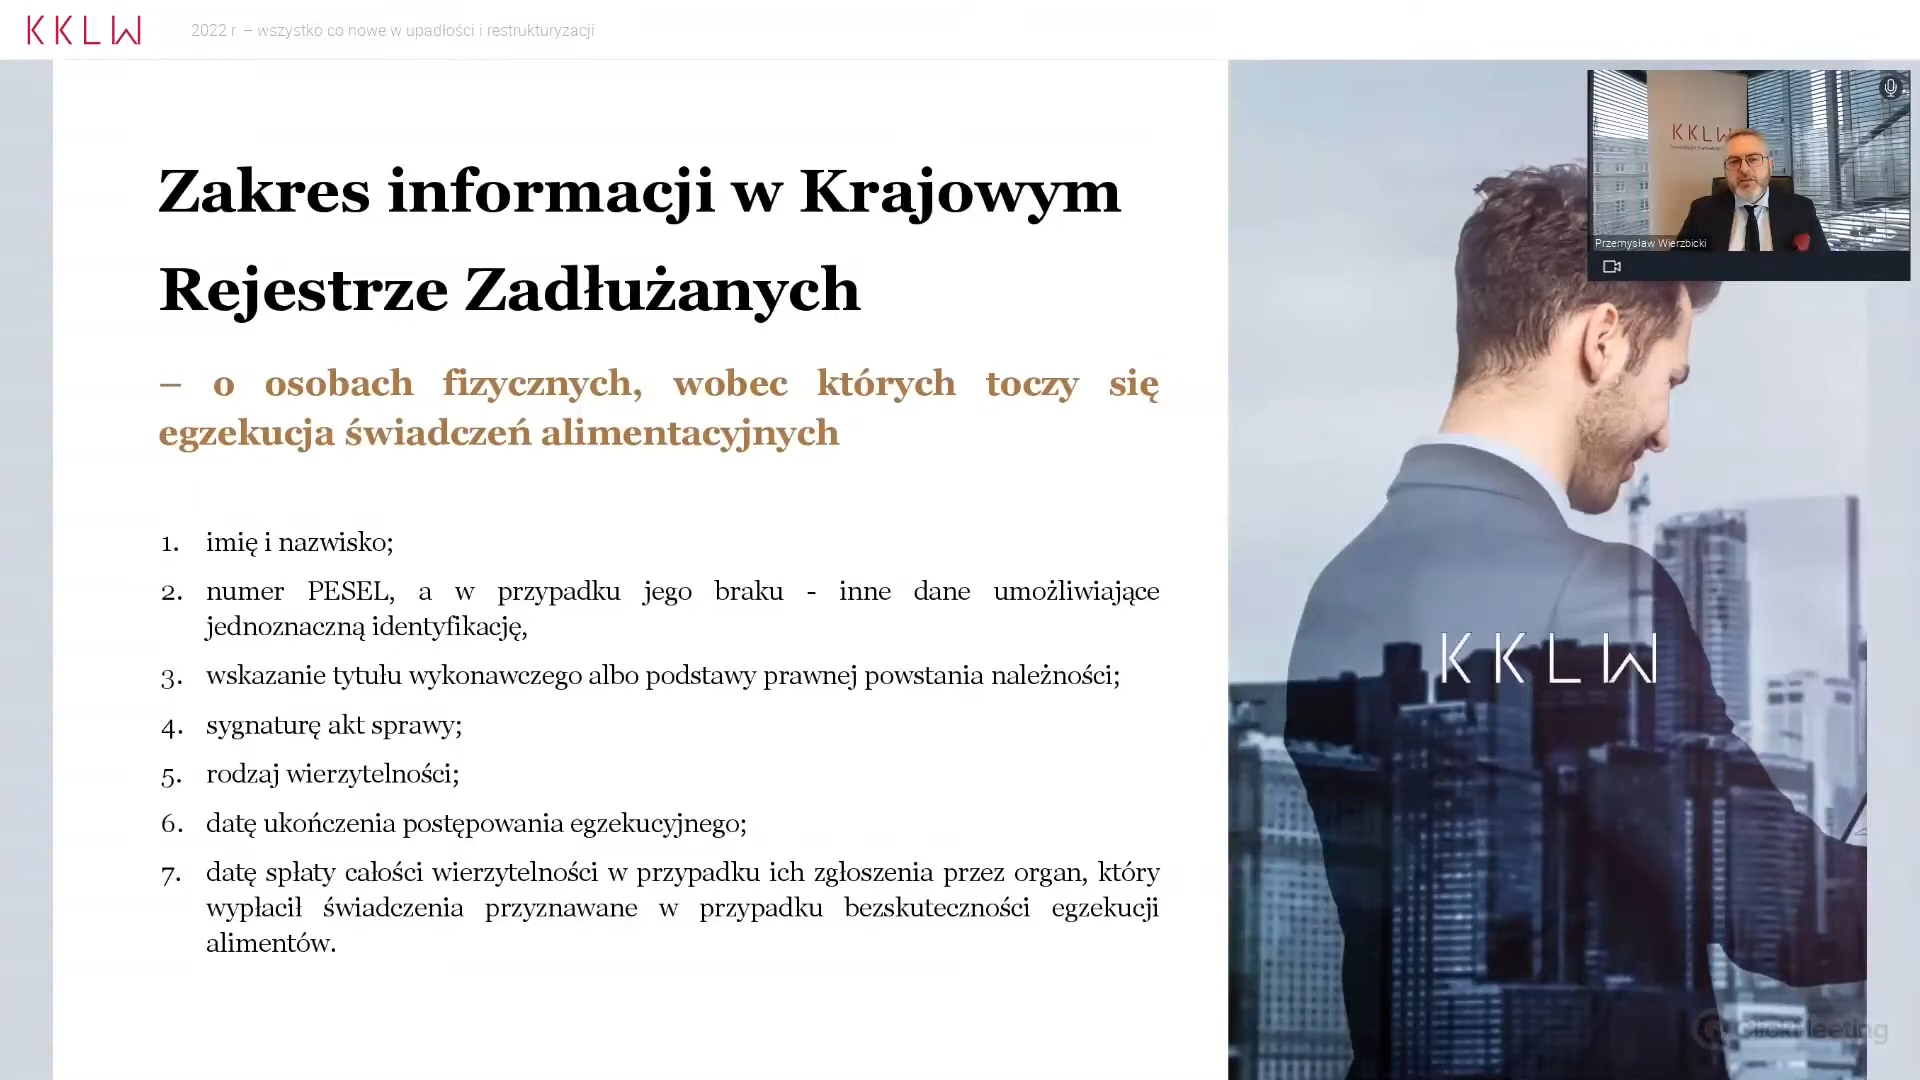 KKLW
2022 r – wszystko co nowe w upadłości i restrukturyzacji
Zakres informacji w Krajowym
Rejestrze Zadłużanych
– o osobach fizycznych, wobec których toczy się
egzekucja świadczeń alimentacyjnych
1. imię i nazwisko;
2. numer PESEL, a w przypadku jego braku - inne dane umożliwiające
jednoznaczną identyfikację,
3. wskazanie tytułu wykonawczego albo podstawy prawnej powstania należności;
4. sygnaturę akt sprawy;
5. rodzaj wierzytelności;
6. datę ukończenia postępowania egzekucyjnego;
7. datę spłaty całości wierzytelności w przypadku ich zgłoszenia przez organ, który
wypłacił świadczenia przyznawane w przypadku bezskuteczności egzekucji
alimentów.
KKLW
Przemysław Wierzbicki
KKLW
ClickMeeting